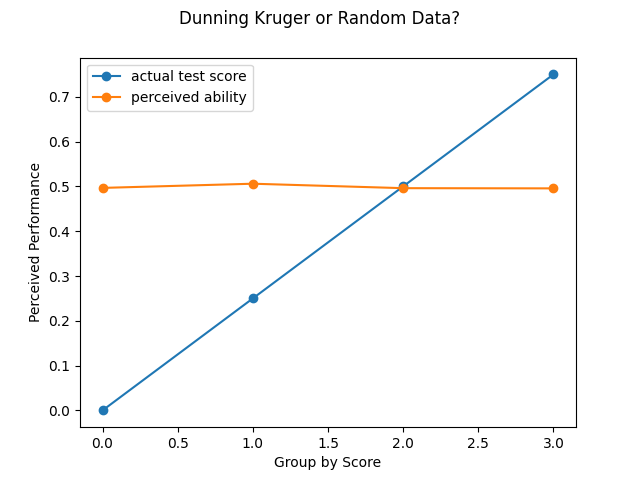 Dunning Kruger or Random Data?
actual test score
perceived ability
Perceived Performance
0.7
0.6
0.5
0.4
0.3
0.2
0.1
0.0
0.0 0.5 1.0 1.5 2.0 2.5 3.0
Group by Score